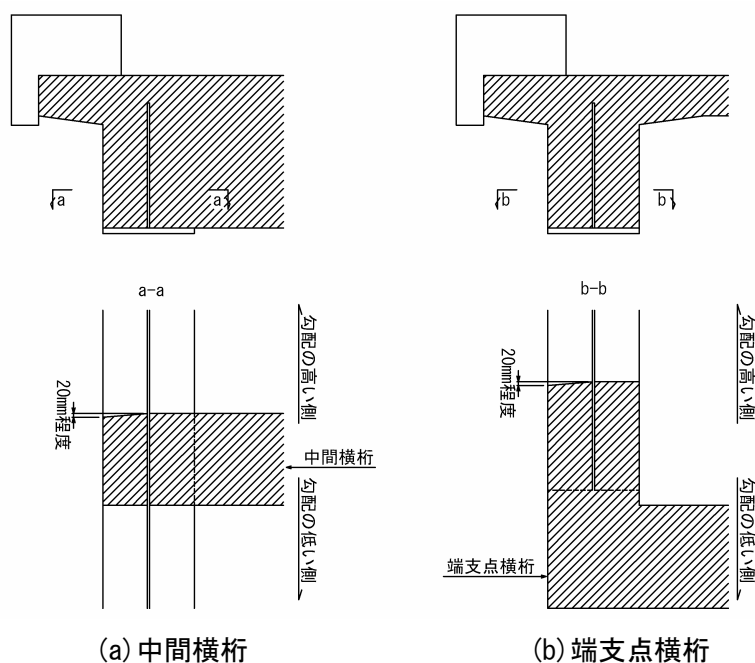 a
a
b
b
a-a
20mm程度
勾配の高い側
中間横桁
勾配の低い側
b-b
20mm程度
勾配の高い側
勾配の低い側
端支点横桁
(a)中間横桁
(b)端支点横桁